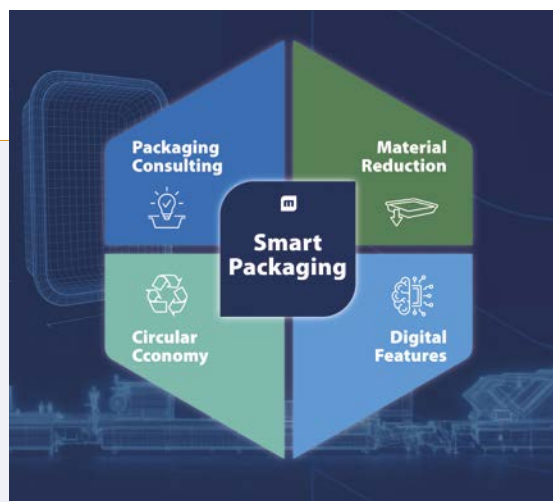 Packaging
Consulting
Material
Reduction
m
Smart
Packaging
Circular
Cconomy
Digital
Features